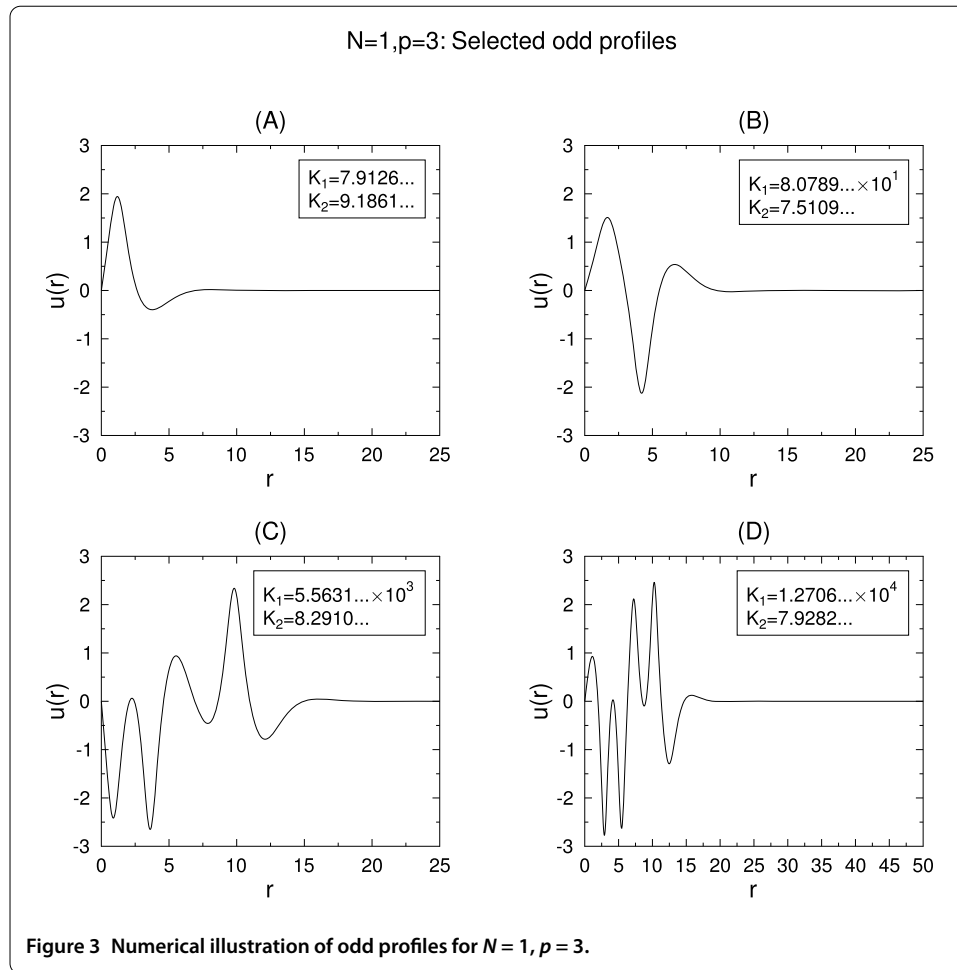 N=1,p=3: Selected odd profiles
(A)
3
2
1
0
-1
-2
-3
u(r)
K₁=7.9126...
K₂=9.1861...
0 5 10 15 20 25
r
(B)
3
2
1
0
-1
-2
-3
u(r)
K₁=8.0789...×10¹
K₂=7.5109...
0 5 10 15 20 25
r
(C)
3
2
1
0
-1
-2
-3
u(r)
K₁=5.5631...×10³
K₂=8.2910...
0 5 10 15 20 25
r
(D)
3
2
1
0
-1
-2
-3
u(r)
K₁=1.2706...×10⁴
K₂=7.9282...
0 5 10 15 20 25 30 35 40 45 50
r
Figure 3 Numerical illustration of odd profiles for N = 1, p = 3.